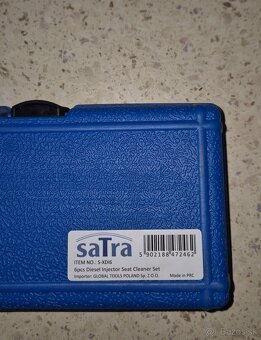 saTra
ITEM NO.: S-XDI6
5 902188 472462
6pcs Diesel Injector Seat Cleaner Set
Importer: GLOBAL TOOLS POLAND Sp. Z O.O.
Made in PRC